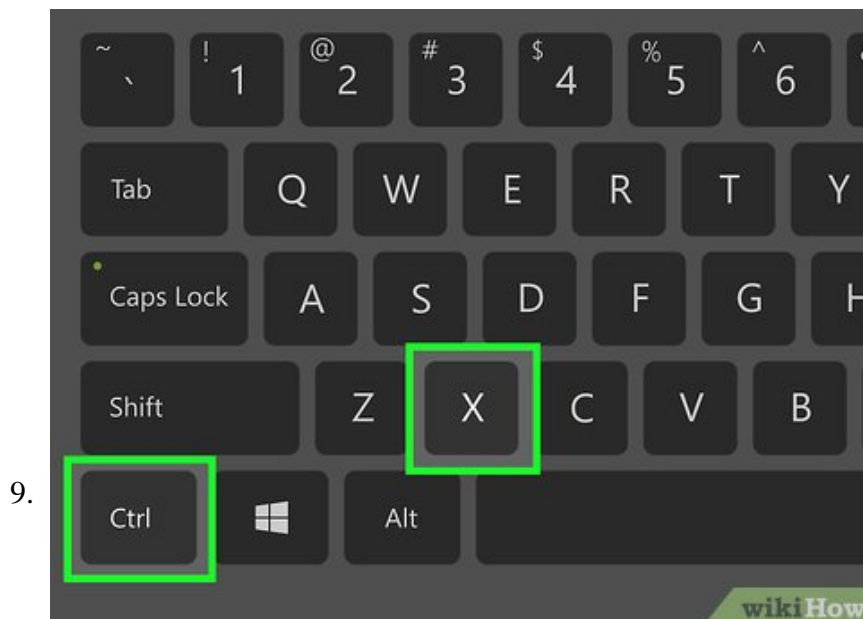 ~ ` ! 1 @ 2 # 3 $ 4 % 5 ^ 6
Tab Q W E R T Y
Caps Lock A S D F G H
Shift Z X C V B
9. Ctrl Alt
wikiHow